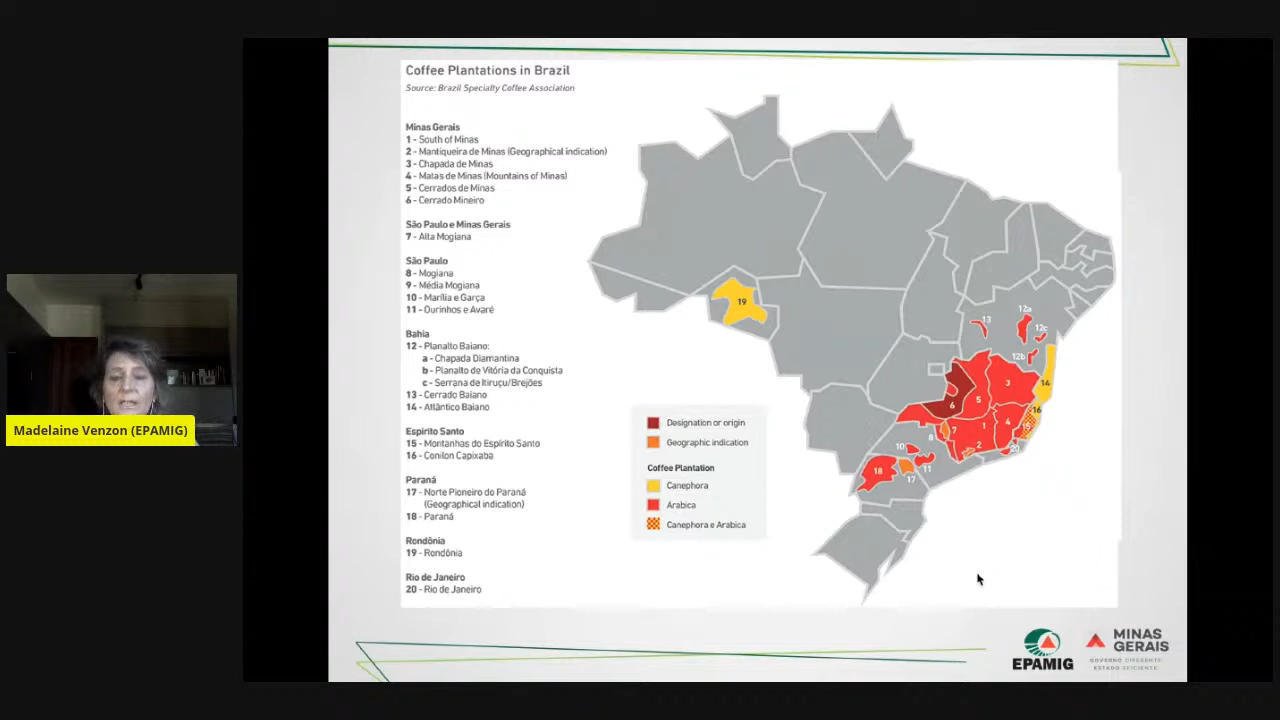 Coffee Plantations in Brazil
Source: Brazil Specialty Coffee Association
Minas Gerais
1 - South of Minas
2 - Mantiqueira de Minas (Geographical indication)
3 - Chapada de Minas
4 - Matas de Minas (Mountains of Minas)
5 - Cerrados de Minas
6 - Cerrado Mineiro
São Paulo e Minas Gerais
7 - Alta Mogiana
São Paulo
8 - Mogiana
9 - Média Mogiana
10 - Marília e Garça
11 - Ourinhos e Avaré
Bahia
12 - Planalto Baiano:
a - Chapada Diamantina
b - Planalto de Vitória da Conquista
c - Serrana de Itiruçu/Brejões
13 - Cerrado Baiano
14 - Atlântico Baiano
Espírito Santo
15 - Montanhas do Espírito Santo
16 - Conilon Capixaba
Paraná
17 - Norte Pioneiro do Paraná
(Geographical indication)
18 - Paraná
Rondônia
19 - Rondônia
Rio de Janeiro
20 - Rio de Janeiro
19
13
12a
12c
12b
14
3
6
5
16
7
1
4
15
8
2
20
10
11
18
17
Designation or origin
Geographic indication
Coffee Plantation
Canephora
Arabica
Canephora e Arabica
Madelaine Venzon (EPAMIG)
EPAMIG
MINAS
GERAIS
GOVERNO DIFERENTE
ESTADO EFICIENTE